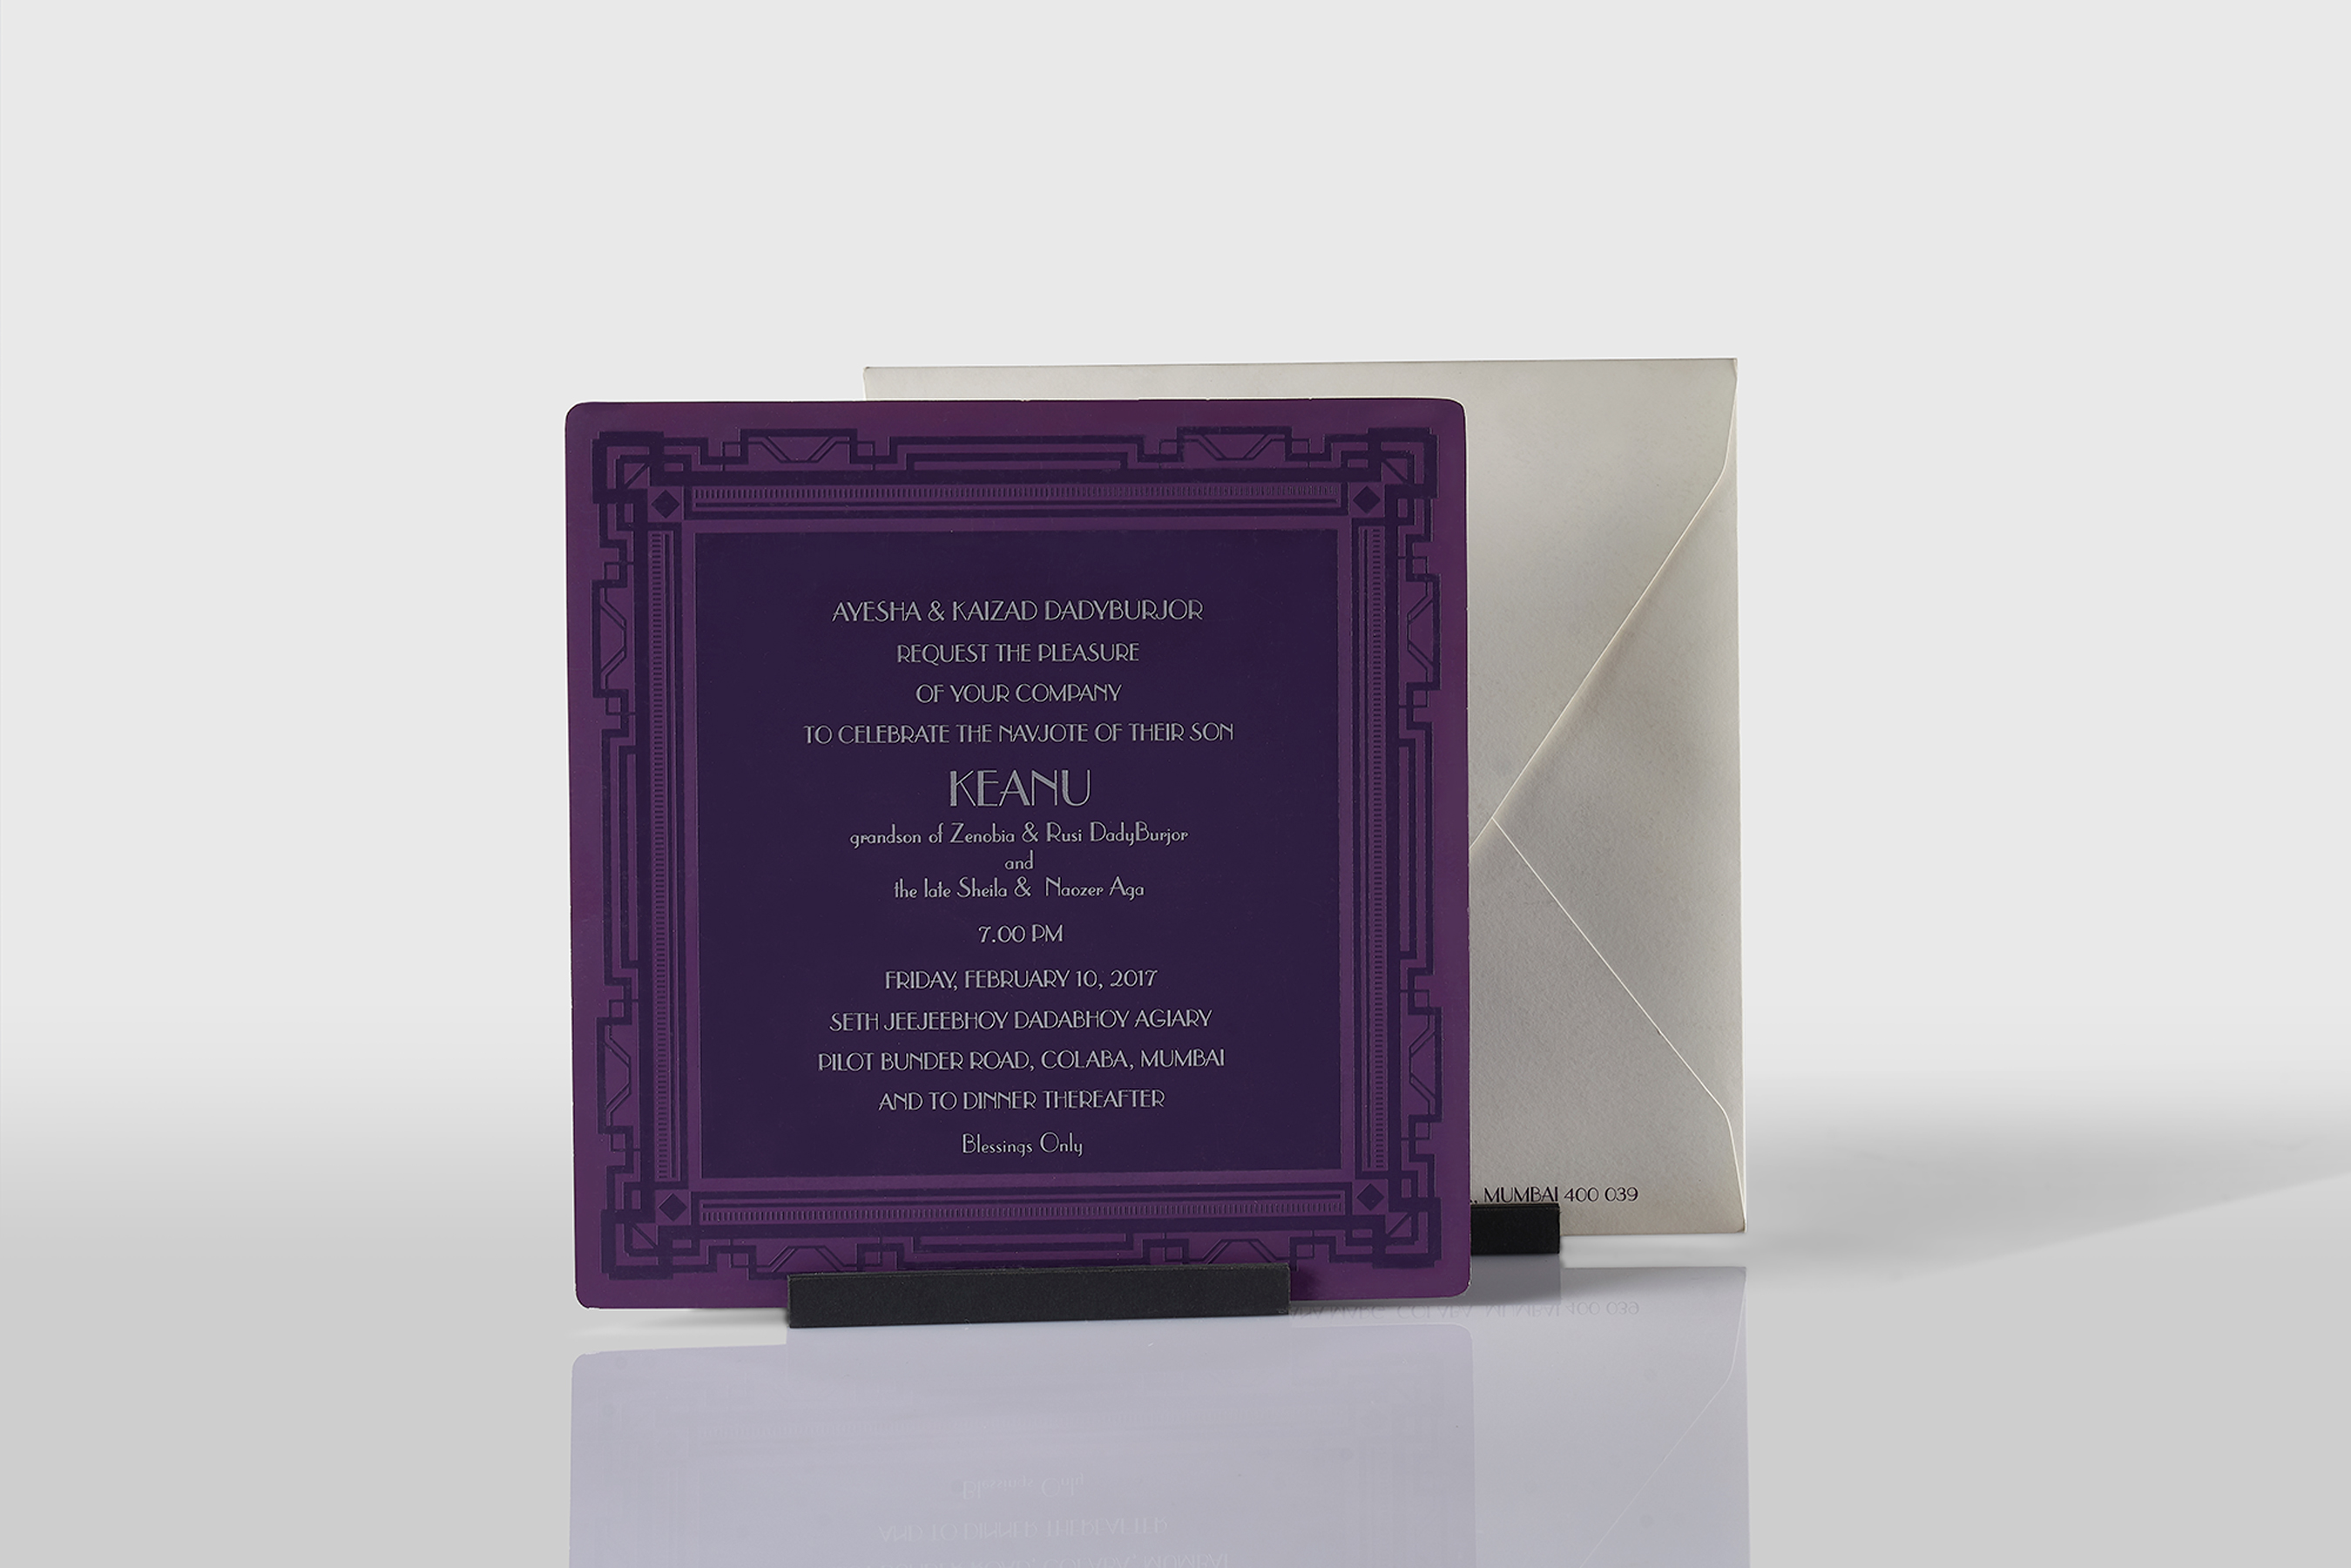 AYESHA & KAIZAD DADYBURJOR
REQUEST THE PLEASURE
OF YOUR COMPANY
TO CELEBRATE THE NAVJOTE OF THEIR SON
KEANU
grandson of Zenobia & Rusi DadyBurjor
and
the late Sheila & Naozer Aga
7.00 PM
FRIDAY, FEBRUARY 10, 2017
SETH JEEJEEBHOY DADABHOY AGIARY
PILOT BUNDER ROAD, COLABA, MUMBAI
AND TO DINNER THEREAFTER
Blessings Only
, MUMBAI 400 039